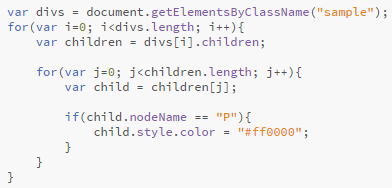 var divs = document.getElementsByClassName("sample");
for(var i=0; i<divs.length; i++){
    var children = divs[i].children;

    for(var j=0; j<children.length; j++){
        var child = children[j];

        if(child.nodeName == "P"){
            child.style.color = "#ff0000";
        }
    }
}